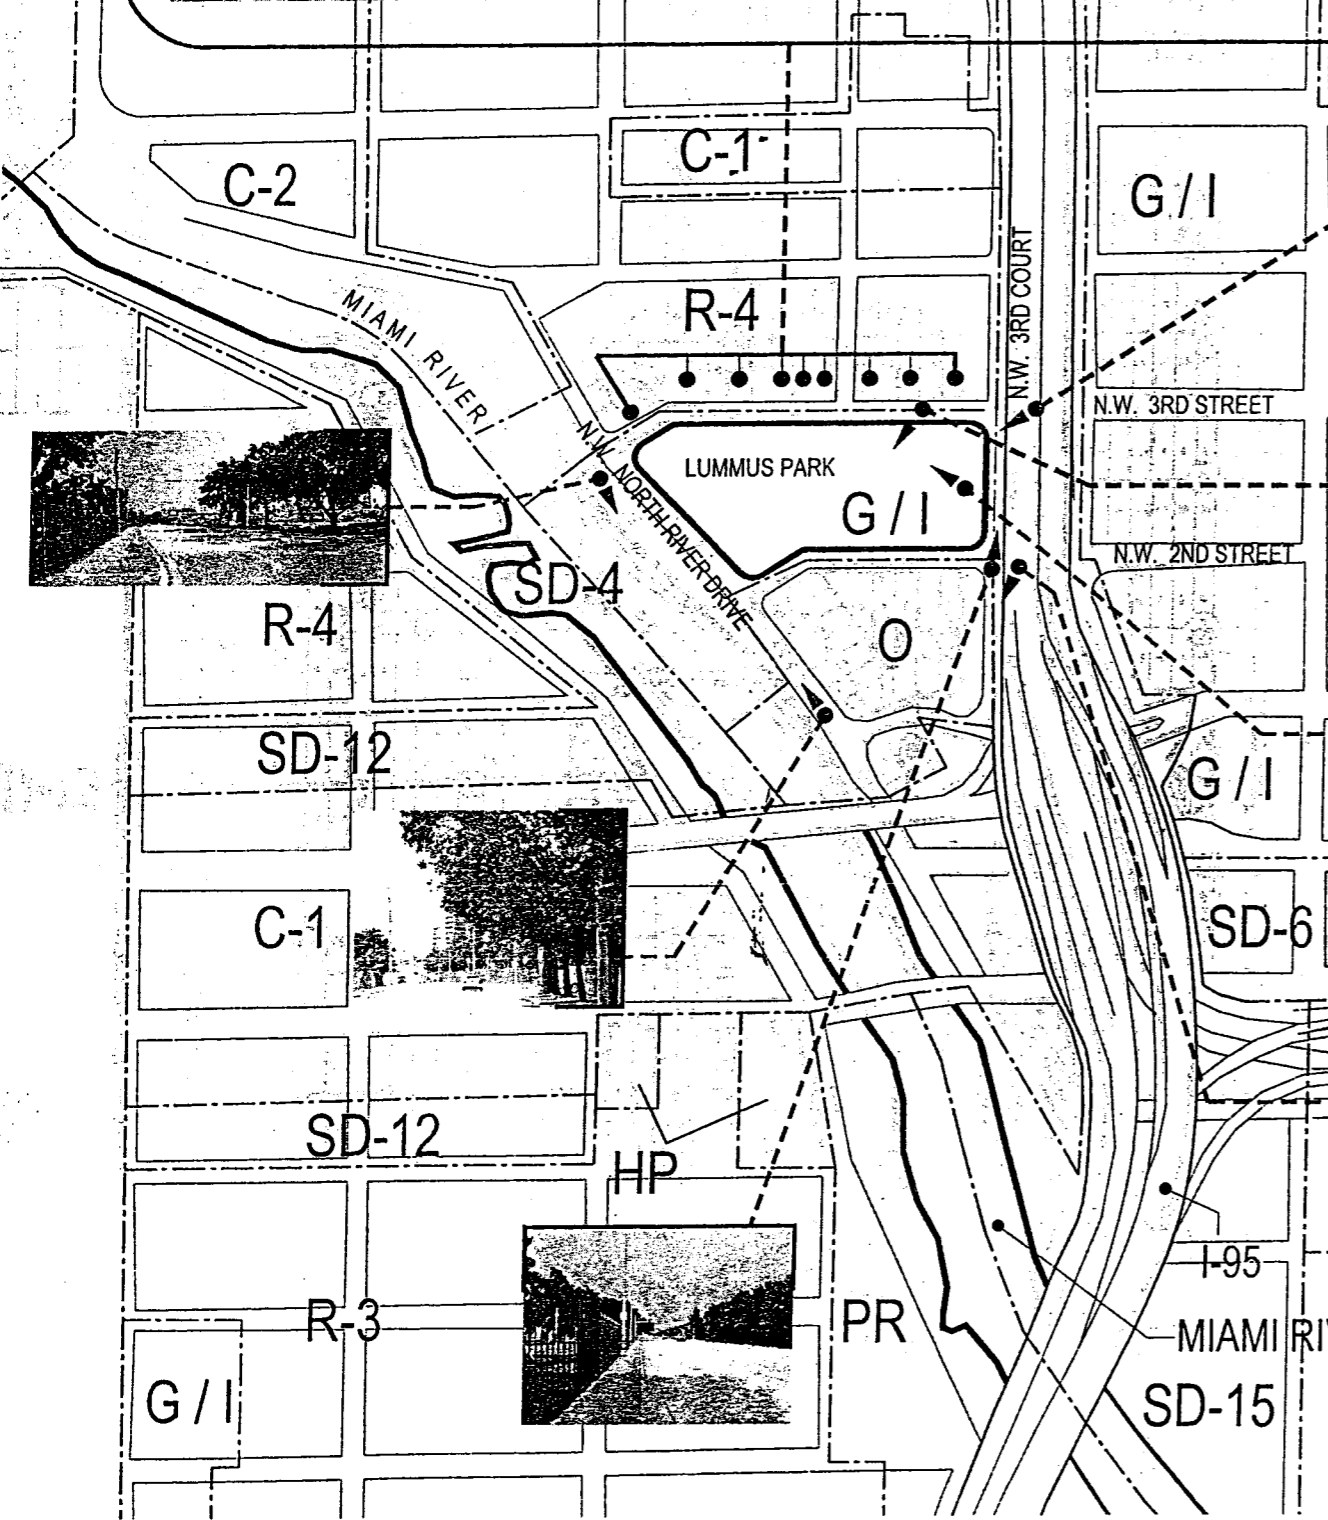 C-1
C-2
G / I
N.W. 3RD COURT
MIAMI RIVER
R-4
N.W. 3RD STREET
N.W. NORTH RIVER DRIVE
LUMMUS PARK
G / I
N.W. 2ND STREET
SD-4
R-4
O
SD-12
G / I
C-1
SD-6
SD-12
HP
I-95
R-3
PR
MIAMI RIV
G / I
SD-15